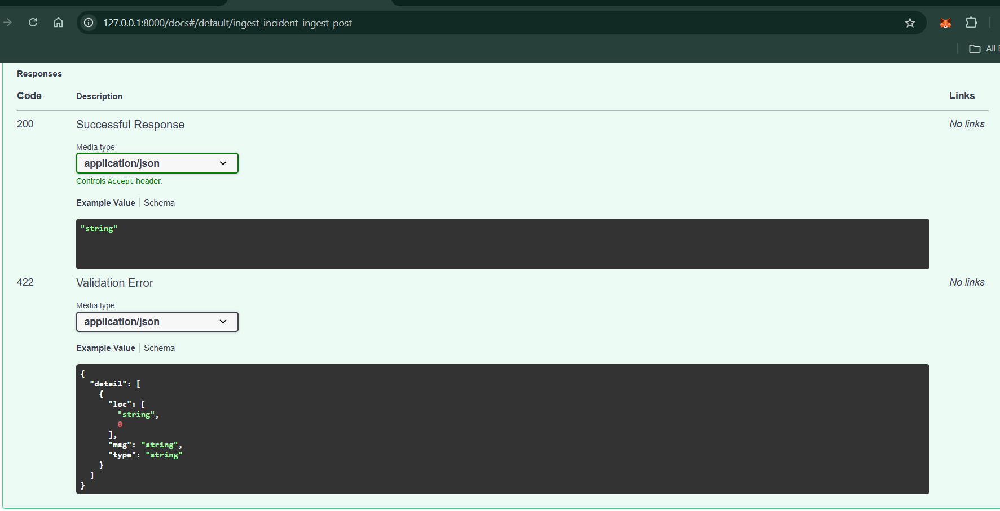 127.0.0.1:8000/docs#/default/ingest_incident_ingest_post
All
Responses
Code Description Links
200 Successful Response No links
Media type
application/json
Controls Accept header.
Example Value Schema
"string"
422 Validation Error No links
Media type
application/json
Example Value Schema
{
"detail": [
{
"loc": [
"string",
0
],
"msg": "string",
"type": "string"
}
]
}